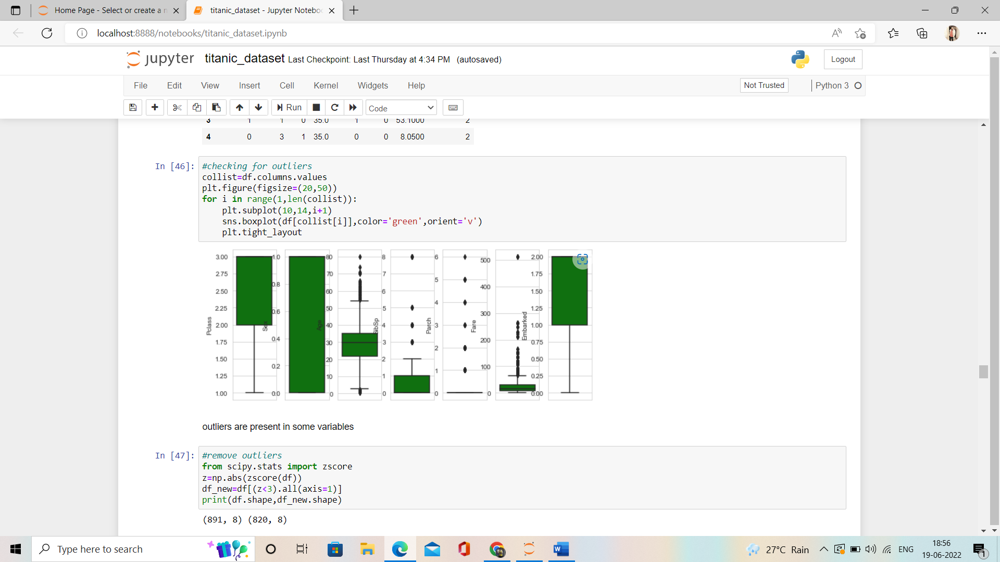 Home Page - Select or create a n
titanic_dataset - Jupyter Notebo
localhost:8888/notebooks/titanic_dataset.ipynb
jupyter titanic_dataset Last Checkpoint: Last Thursday at 4:34 PM (autosaved)
Logout
File Edit View Insert Cell Kernel Widgets Help
Not Trusted
Python 3
Run
Code
3 1 1 0 35.0 1 0 53.1000 2
4 0 3 1 35.0 0 0 8.0500 2
In [46]:
#checking for outliers
collist=df.columns.values
plt.figure(figsize=(20,50))
for i in range(1,len(collist)):
    plt.subplot(10,14,i+1)
    sns.boxplot(df[collist[i]],color='green',orient='v')
    plt.tight_layout
3.00
2.75
2.50
2.25
2.00
1.75
1.50
1.25
1.00
Pclass
1.0
0.8
0.6
0.4
0.2
0.0
Sex
80
70
60
50
40
30
20
10
0
Age
8
7
6
5
4
3
2
1
0
SibSp
6
5
4
3
2
1
0
Parch
500
400
300
200
100
0
Fare
2.00
1.75
1.50
1.25
1.00
0.75
0.50
0.25
0.00
Embarked
outliers are present in some variables
In [47]:
#remove outliers
from scipy.stats import zscore
z=np.abs(zscore(df))
df_new=df[(z<3).all(axis=1)]
print(df.shape,df_new.shape)
(891, 8) (820, 8)
Type here to search
27°C Rain
ENG
18:56
19-06-2022
1